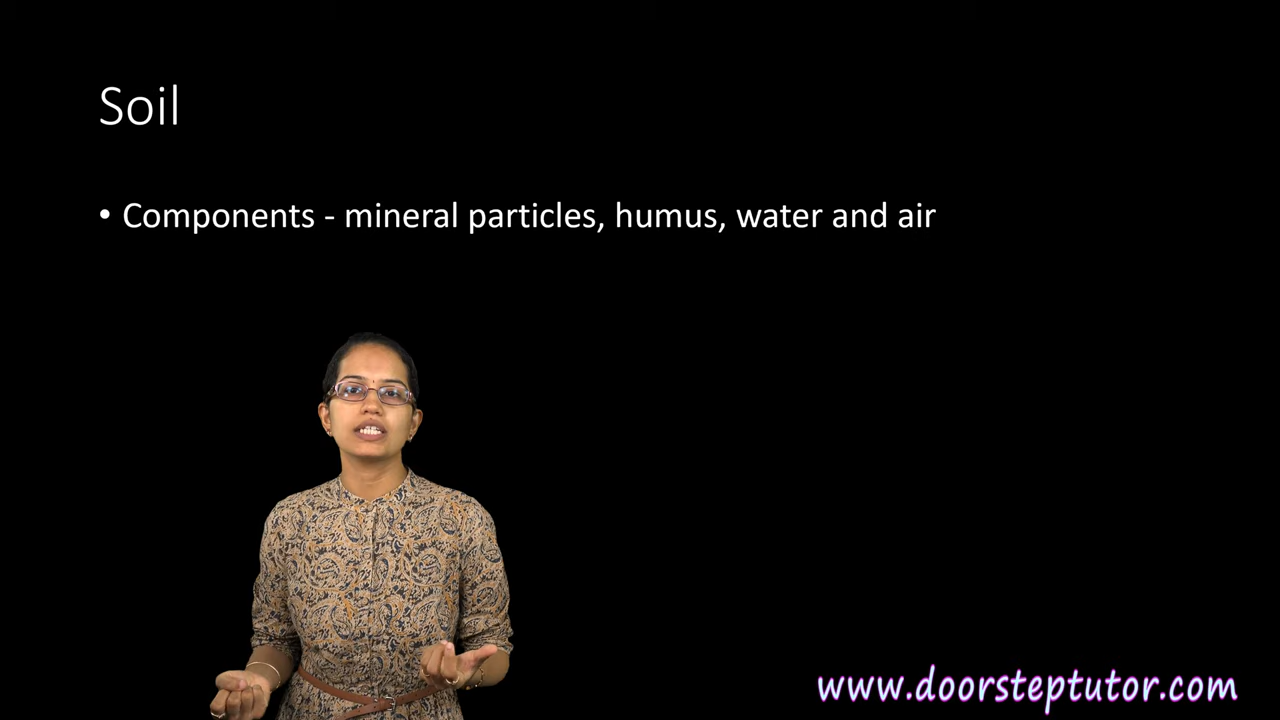 Soil
• Components - mineral particles, humus, water and air
www.doorsteptutor.com